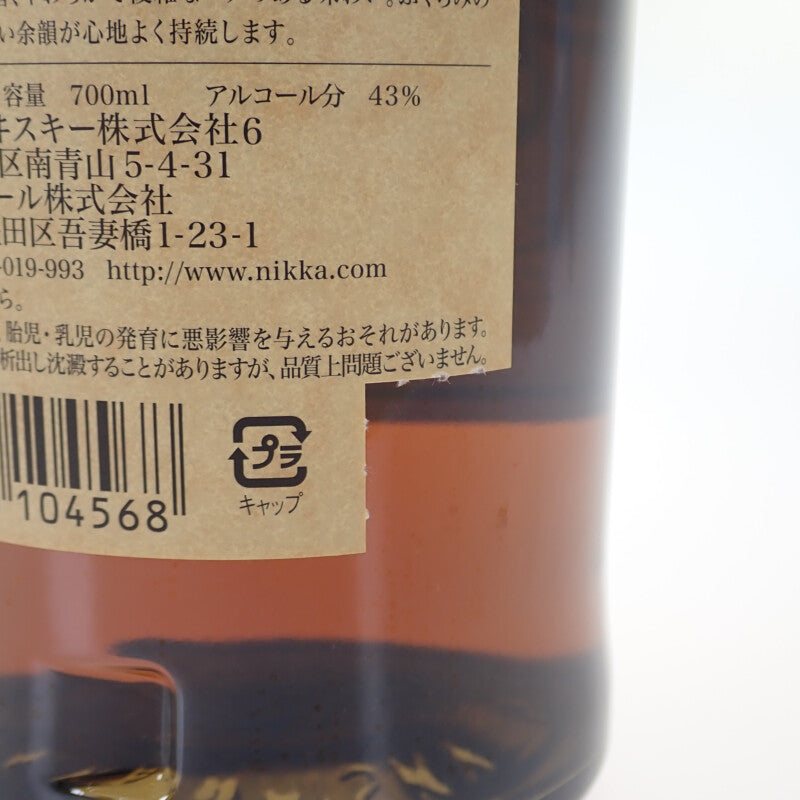 い余韻が心地よく持続します。
容量 700ml アルコール分 43%
キスキー株式会社6
区南青山5-4-31
ール株式会社
田区吾妻橋1-23-1
-019-993 http://www.nikka.com
ら。
胎児・乳児の発育に悪影響を与えるおそれがあります。
析出し沈澱することがありますが、品質上問題ございません。
104568
プラ
キャップ